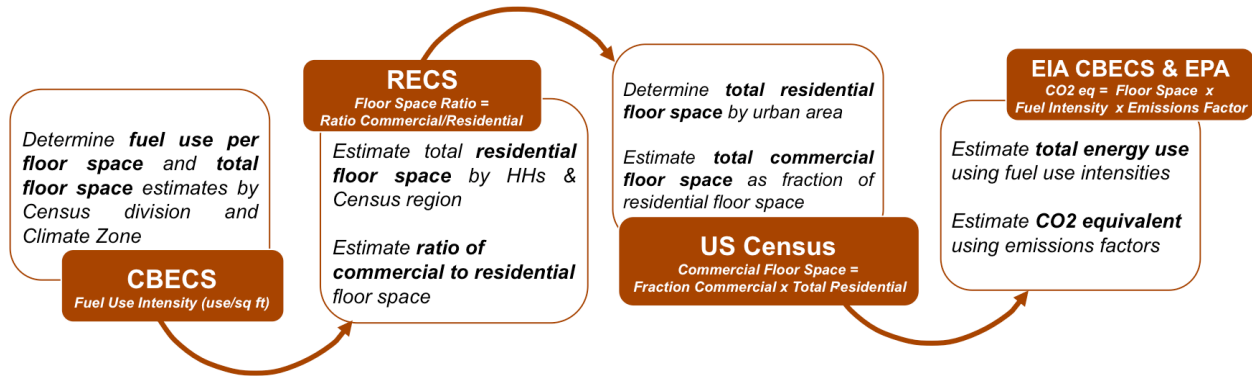 Determine fuel use per
floor space and total
floor space estimates by
Census division and
Climate Zone
CBECS
Fuel Use Intensity (use/sq ft)
RECS
Floor Space Ratio =
Ratio Commercial/Residential
Estimate total residential
floor space by HHs &
Census region
Estimate ratio of
commercial to residential
floor space
Determine total residential
floor space by urban area
Estimate total commercial
floor space as fraction of
residential floor space
US Census
Commercial Floor Space =
Fraction Commercial x Total Pesidential
EIA CBECS & EPA
CO2 eq = Floor Space x
Fuel Intensity x Emissions Factor
Estimate total energy use
using fuel use intensities
Estimate CO2 equivalent
using emissions factors